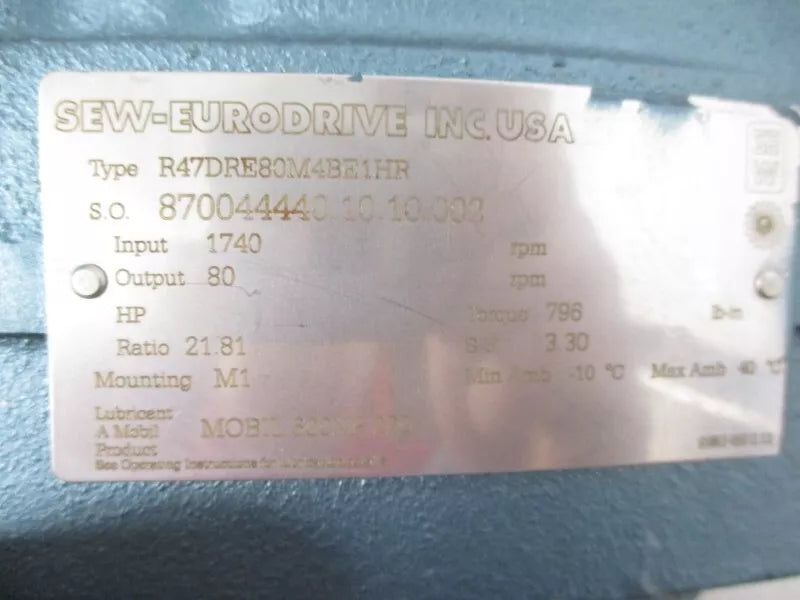 SEW-EURODRIVE INC. USA
Type R47DRE80M4BE1HR
S.O. 870044440.10.10.002
Input 1740 rpm
Output 80 rpm
HP Torque 796 lb-in
Ratio 21.81 S.F. 3.30
Mounting M1 Min Amb -10 °C Max Amb 40 °C
Lubricant
A Mobil MOBIL
Product
See Operating Instructions for